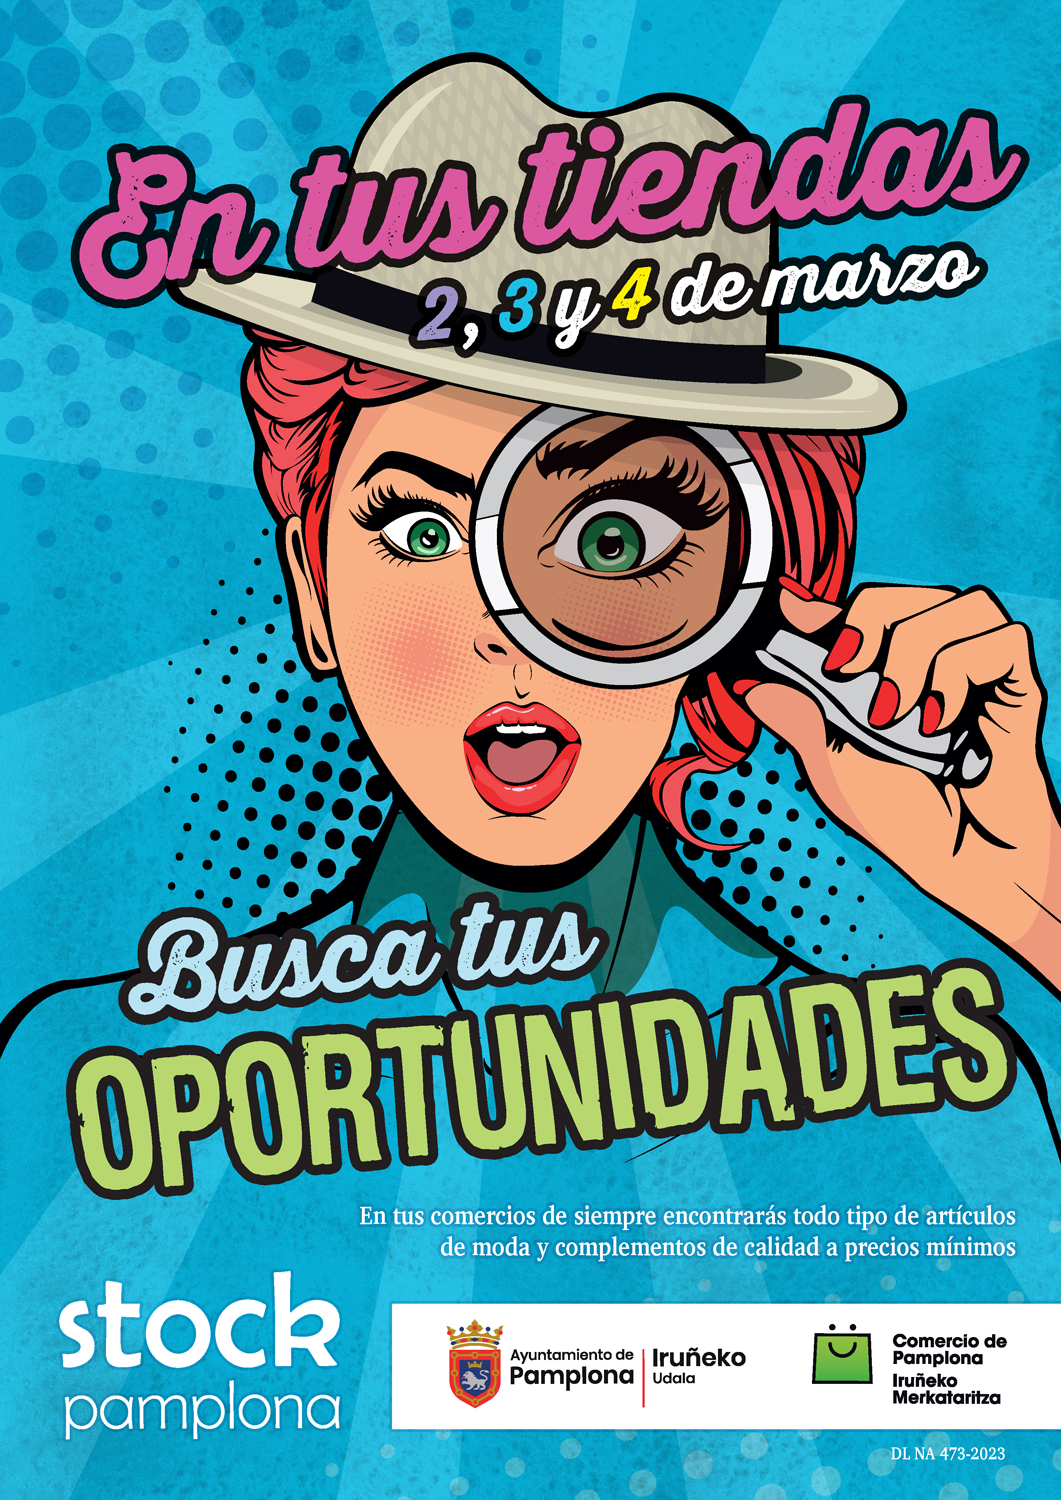 En tus tiendas
2, 3 y 4 de marzo
Busca tus
OPORTUNIDADES
En tus comercios de siempre encontrarás todo tipo de artículos
de moda y complementos de calidad a precios mínimos
stock
pamplona
Ayuntamiento de
Pamplona
Iruñeko
Udala
Comercio de
Pamplona
Iruñeko
Merkataritza
DL NA 473-2023